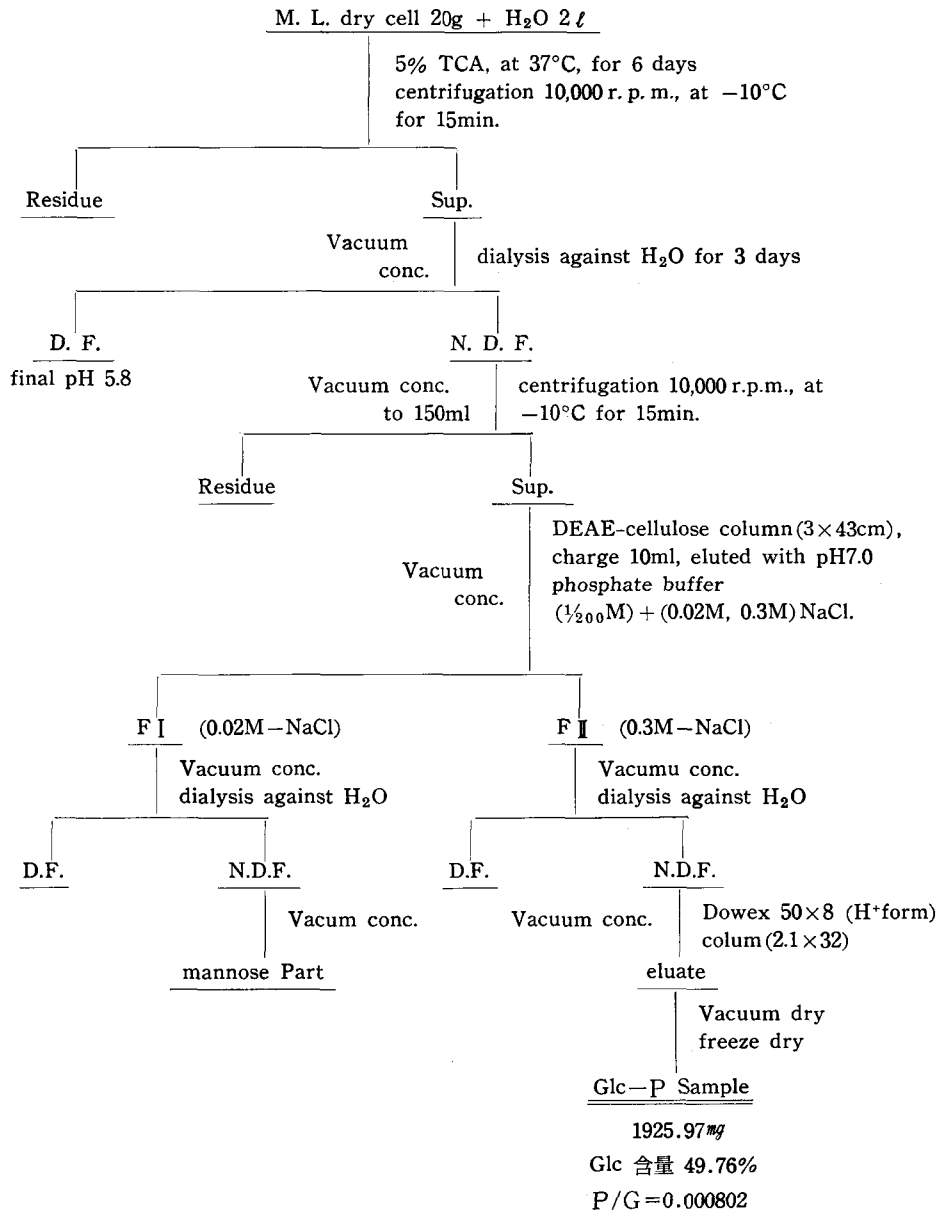 M. L. dry cell 20g + H₂O 2ℓ
5% TCA, at 37°C, for 6 days
centrifugation 10,000 r. p. m., at −10°C
for 15min.
Residue
Sup.
Vacuum
conc.
dialysis against H₂O for 3 days
D. F.
final pH 5.8
N. D. F.
Vacuum conc.
to 150ml
centrifugation 10,000 r.p.m., at
−10°C for 15min.
Residue
Sup.
Vacuum
conc.
DEAE-cellulose column (3×43cm),
charge 10ml, eluted with pH7.0
phosphate buffer
(1/200M) + (0.02M, 0.3M) NaCl.
F I (0.02M−NaCl)
F II (0.3M−NaCl)
Vacuum conc.
dialysis against H₂O
Vacumu conc.
dialysis against H₂O
D.F.
N.D.F.
D.F.
N.D.F.
Vacum conc.
Vacuum conc.
Dowex 50×8 (H⁺form)
colum (2.1×32)
mannose Part
eluate
Vacuum dry
freeze dry
Glc−P Sample
1925.97mg
Glc 含量 49.76%
P/G=0.000802